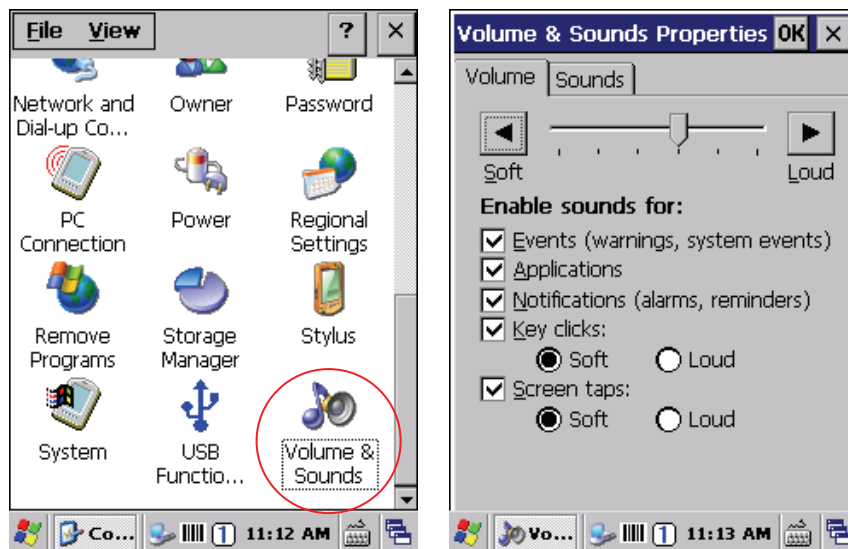 File View ? ×
Network and Dial-up Co...
Owner
Password
PC Connection
Power
Regional Settings
Remove Programs
Storage Manager
Stylus
System
USB Functio...
Volume & Sounds
Co... 1 11:12 AM
Volume & Sounds Properties OK ×
Volume Sounds
Soft Loud
Enable sounds for:
Events (warnings, system events)
Applications
Notifications (alarms, reminders)
Key clicks:
Soft Loud
Screen taps:
Soft Loud
Vo... 1 11:13 AM